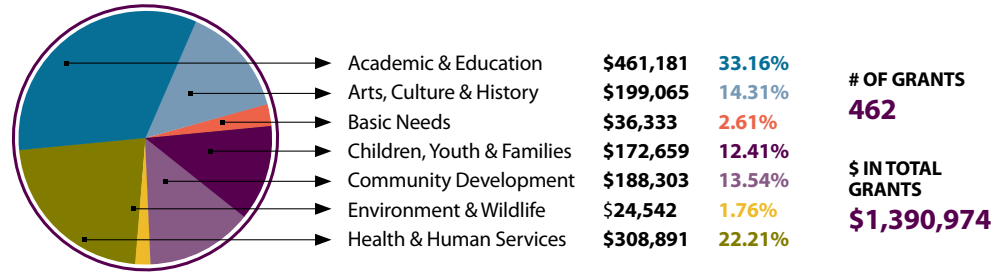 Academic & Education $461,181 33.16%
Arts, Culture & History $199,065 14.31%
Basic Needs $36,333 2.61%
Children, Youth & Families $172,659 12.41%
Community Development $188,303 13.54%
Environment & Wildlife $24,542 1.76%
Health & Human Services $308,891 22.21%
# OF GRANTS
462
$ IN TOTAL
GRANTS
$1,390,974